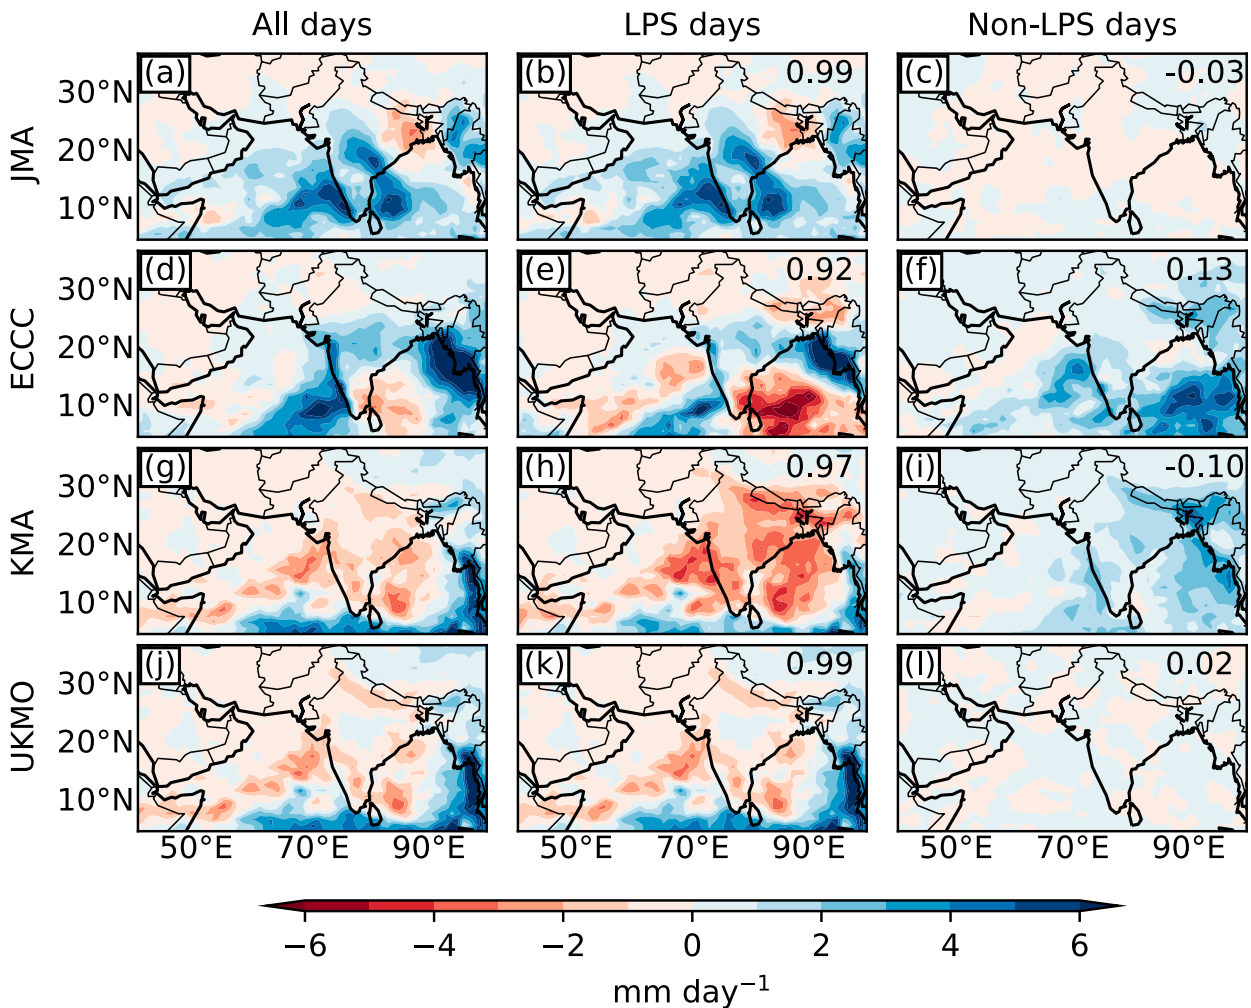 All days LPS days Non-LPS days
JMA
30°N
20°N
10°N
(a)
(b) 0.99
(c) -0.03
ECCC
30°N
20°N
10°N
(d)
(e) 0.92
(f) 0.13
KMA
30°N
20°N
10°N
(g)
(h) 0.97
(i) -0.10
UKMO
30°N
20°N
10°N
(j)
(k) 0.99
(l) 0.02
50°E 70°E 90°E 50°E 70°E 90°E 50°E 70°E 90°E
−6 −4 −2 0 2 4 6
mm day⁻¹